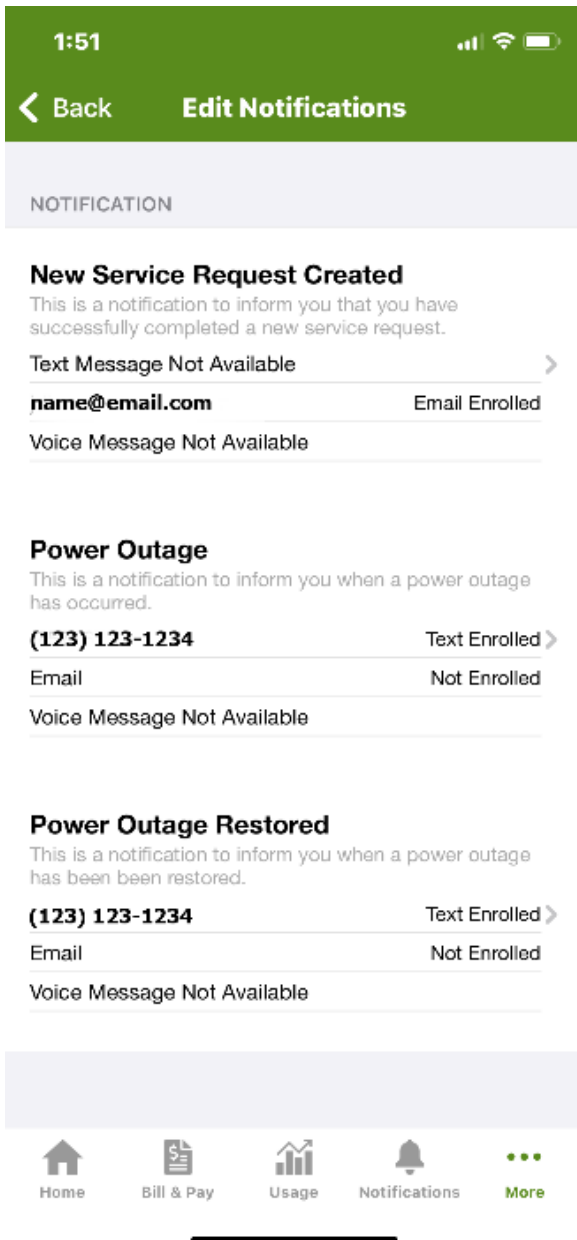 1:51
Back Edit Notifications
NOTIFICATION
New Service Request Created
This is a notification to inform you that you have
successfully completed a new service request.
Text Message Not Available
name@email.com Email Enrolled
Voice Message Not Available
Power Outage
This is a notification to inform you when a power outage
has occurred.
(123) 123-1234 Text Enrolled
Email Not Enrolled
Voice Message Not Available
Power Outage Restored
This is a notification to inform you when a power outage
has been been restored.
(123) 123-1234 Text Enrolled
Email Not Enrolled
Voice Message Not Available
Home Bill & Pay Usage Notifications More